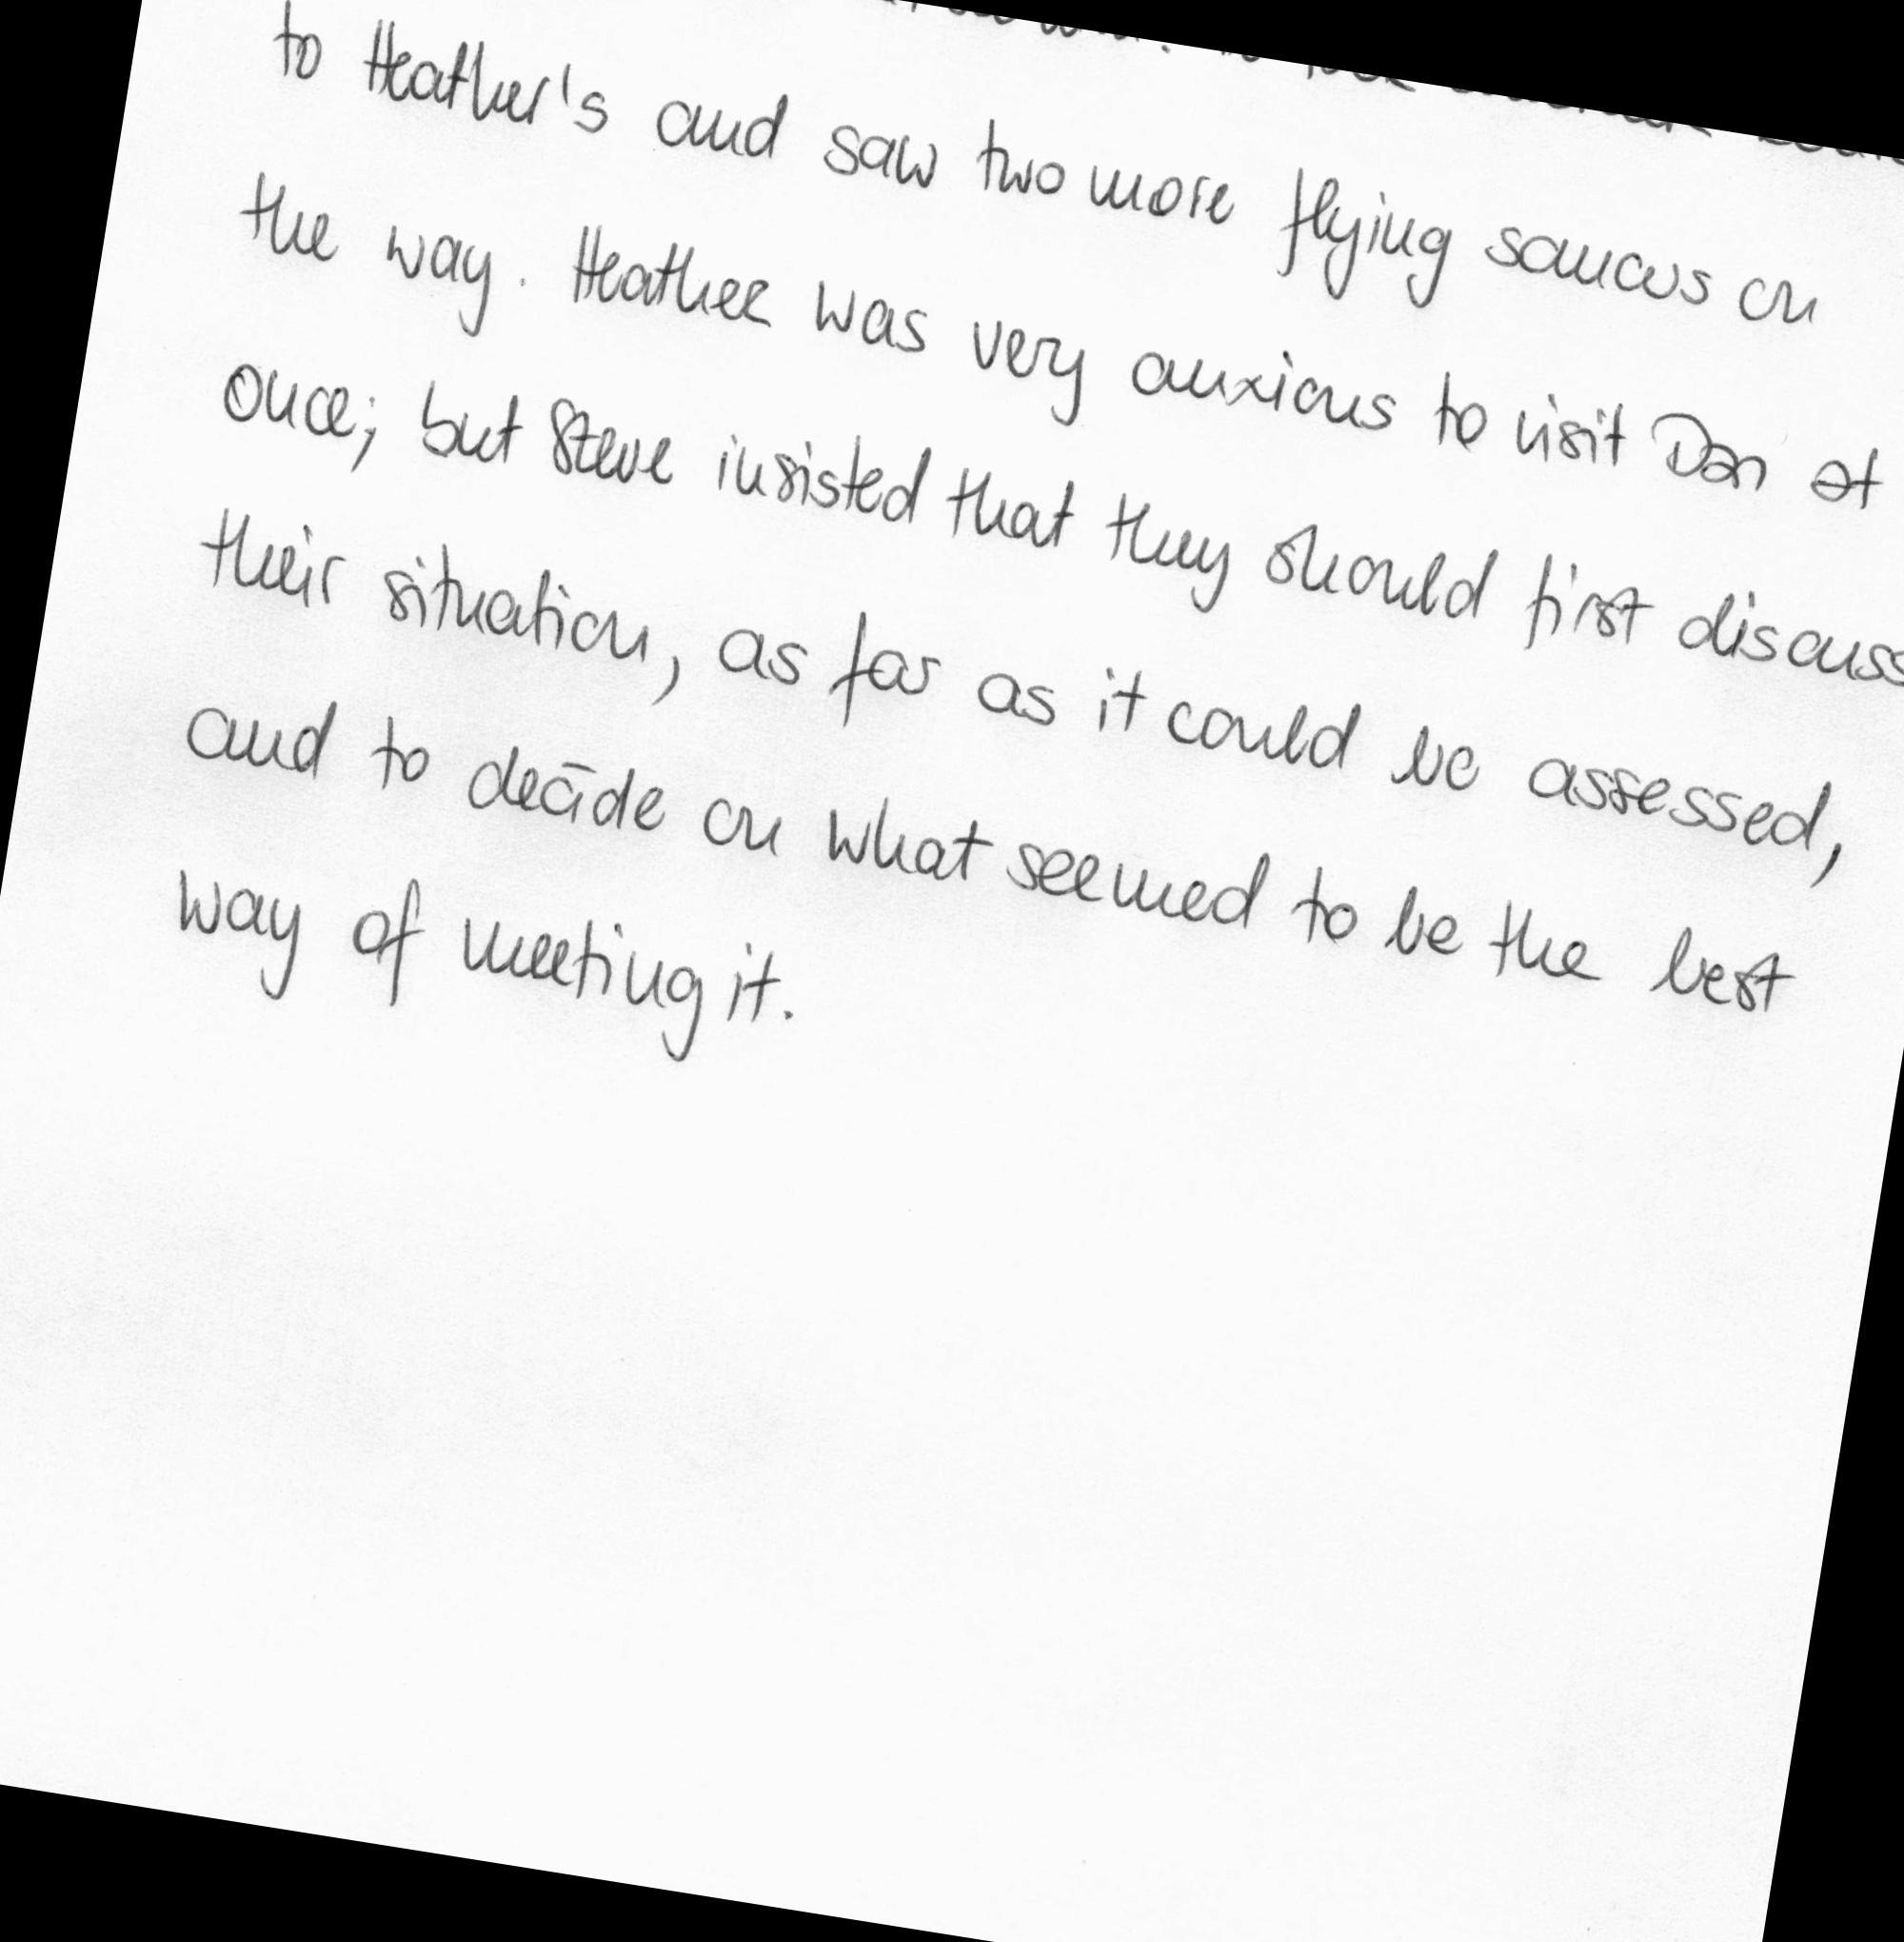 to Heather's and saw two more flying saucers on
the way. Heather was very anxious to visit Dan at
once; but Steve insisted that they should first discuss
their situation, as far as it could be assessed,
and to decide on what seemed to be the best
way of meeting it.